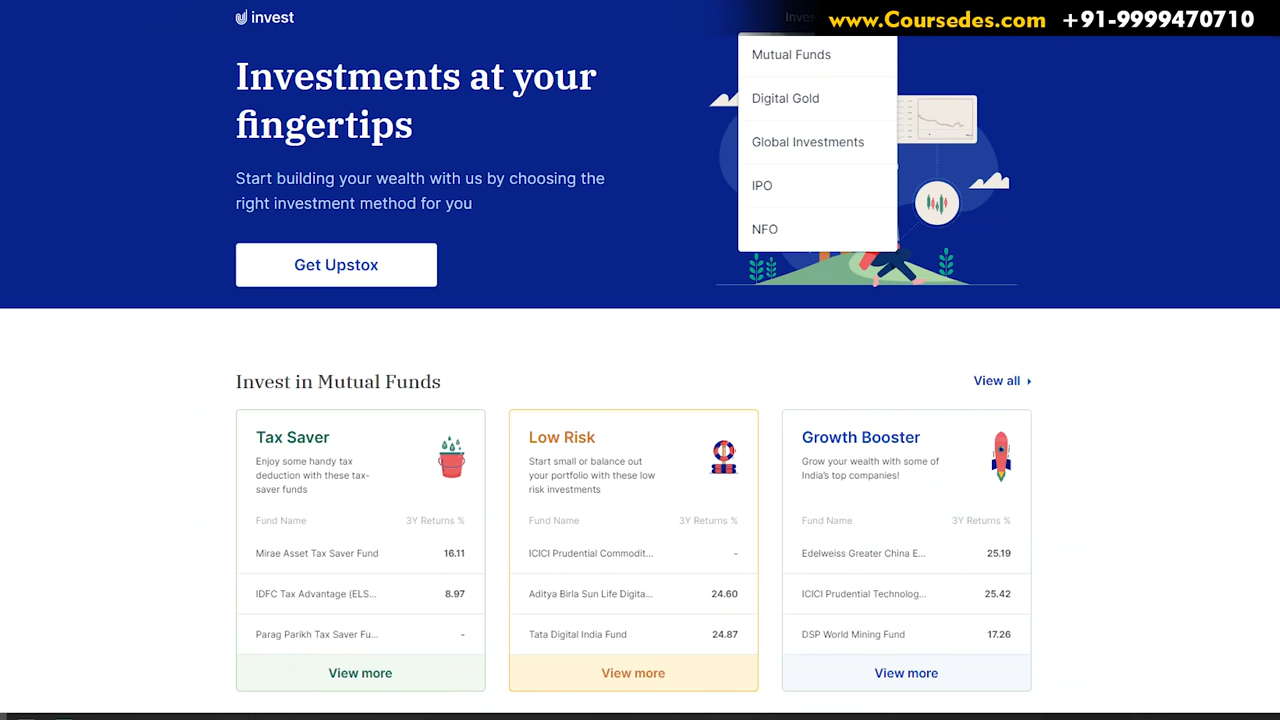 invest
Inves
www.Coursedes.com +91-9999470710
Investments at your
fingertips
Start building your wealth with us by choosing the
right investment method for you
Get Upstox
Mutual Funds
Digital Gold
Global Investments
IPO
NFO
Invest in Mutual Funds
View all
Tax Saver
Enjoy some handy tax
deduction with these tax-
saver funds
Fund Name 3Y Returns %
Mirae Asset Tax Saver Fund 16.11
IDFC Tax Advantage (ELS... 8.97
Parag Parikh Tax Saver Fu... -
View more
Low Risk
Start small or balance out
your portfolio with these low
risk investments
Fund Name 3Y Returns %
ICICI Prudential Commodit... -
Aditya Birla Sun Life Digita... 24.60
Tata Digital India Fund 24.87
View more
Growth Booster
Grow your wealth with some of
India's top companies!
Fund Name 3Y Returns %
Edelweiss Greater China E... 25.19
ICICI Prudential Technolog... 25.42
DSP World Mining Fund 17.26
View more